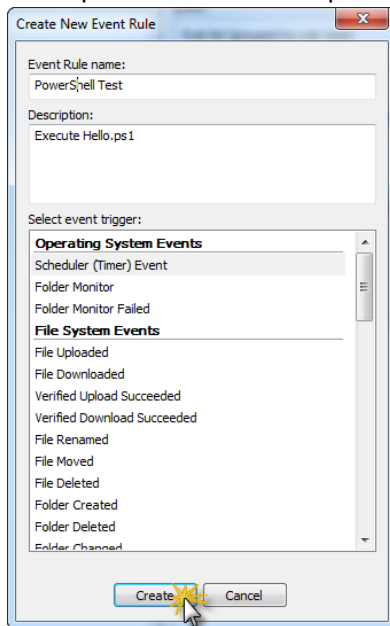 Create New Event Rule
Event Rule name:
PowerShell Test
Description:
Execute Hello.ps1
Select event trigger:
Operating System Events
Scheduler (Timer) Event
Folder Monitor
Folder Monitor Failed
File System Events
File Uploaded
File Downloaded
Verified Upload Succeeded
Verified Download Succeeded
File Renamed
File Moved
File Deleted
Folder Created
Folder Deleted
Folder Changed
Create Cancel